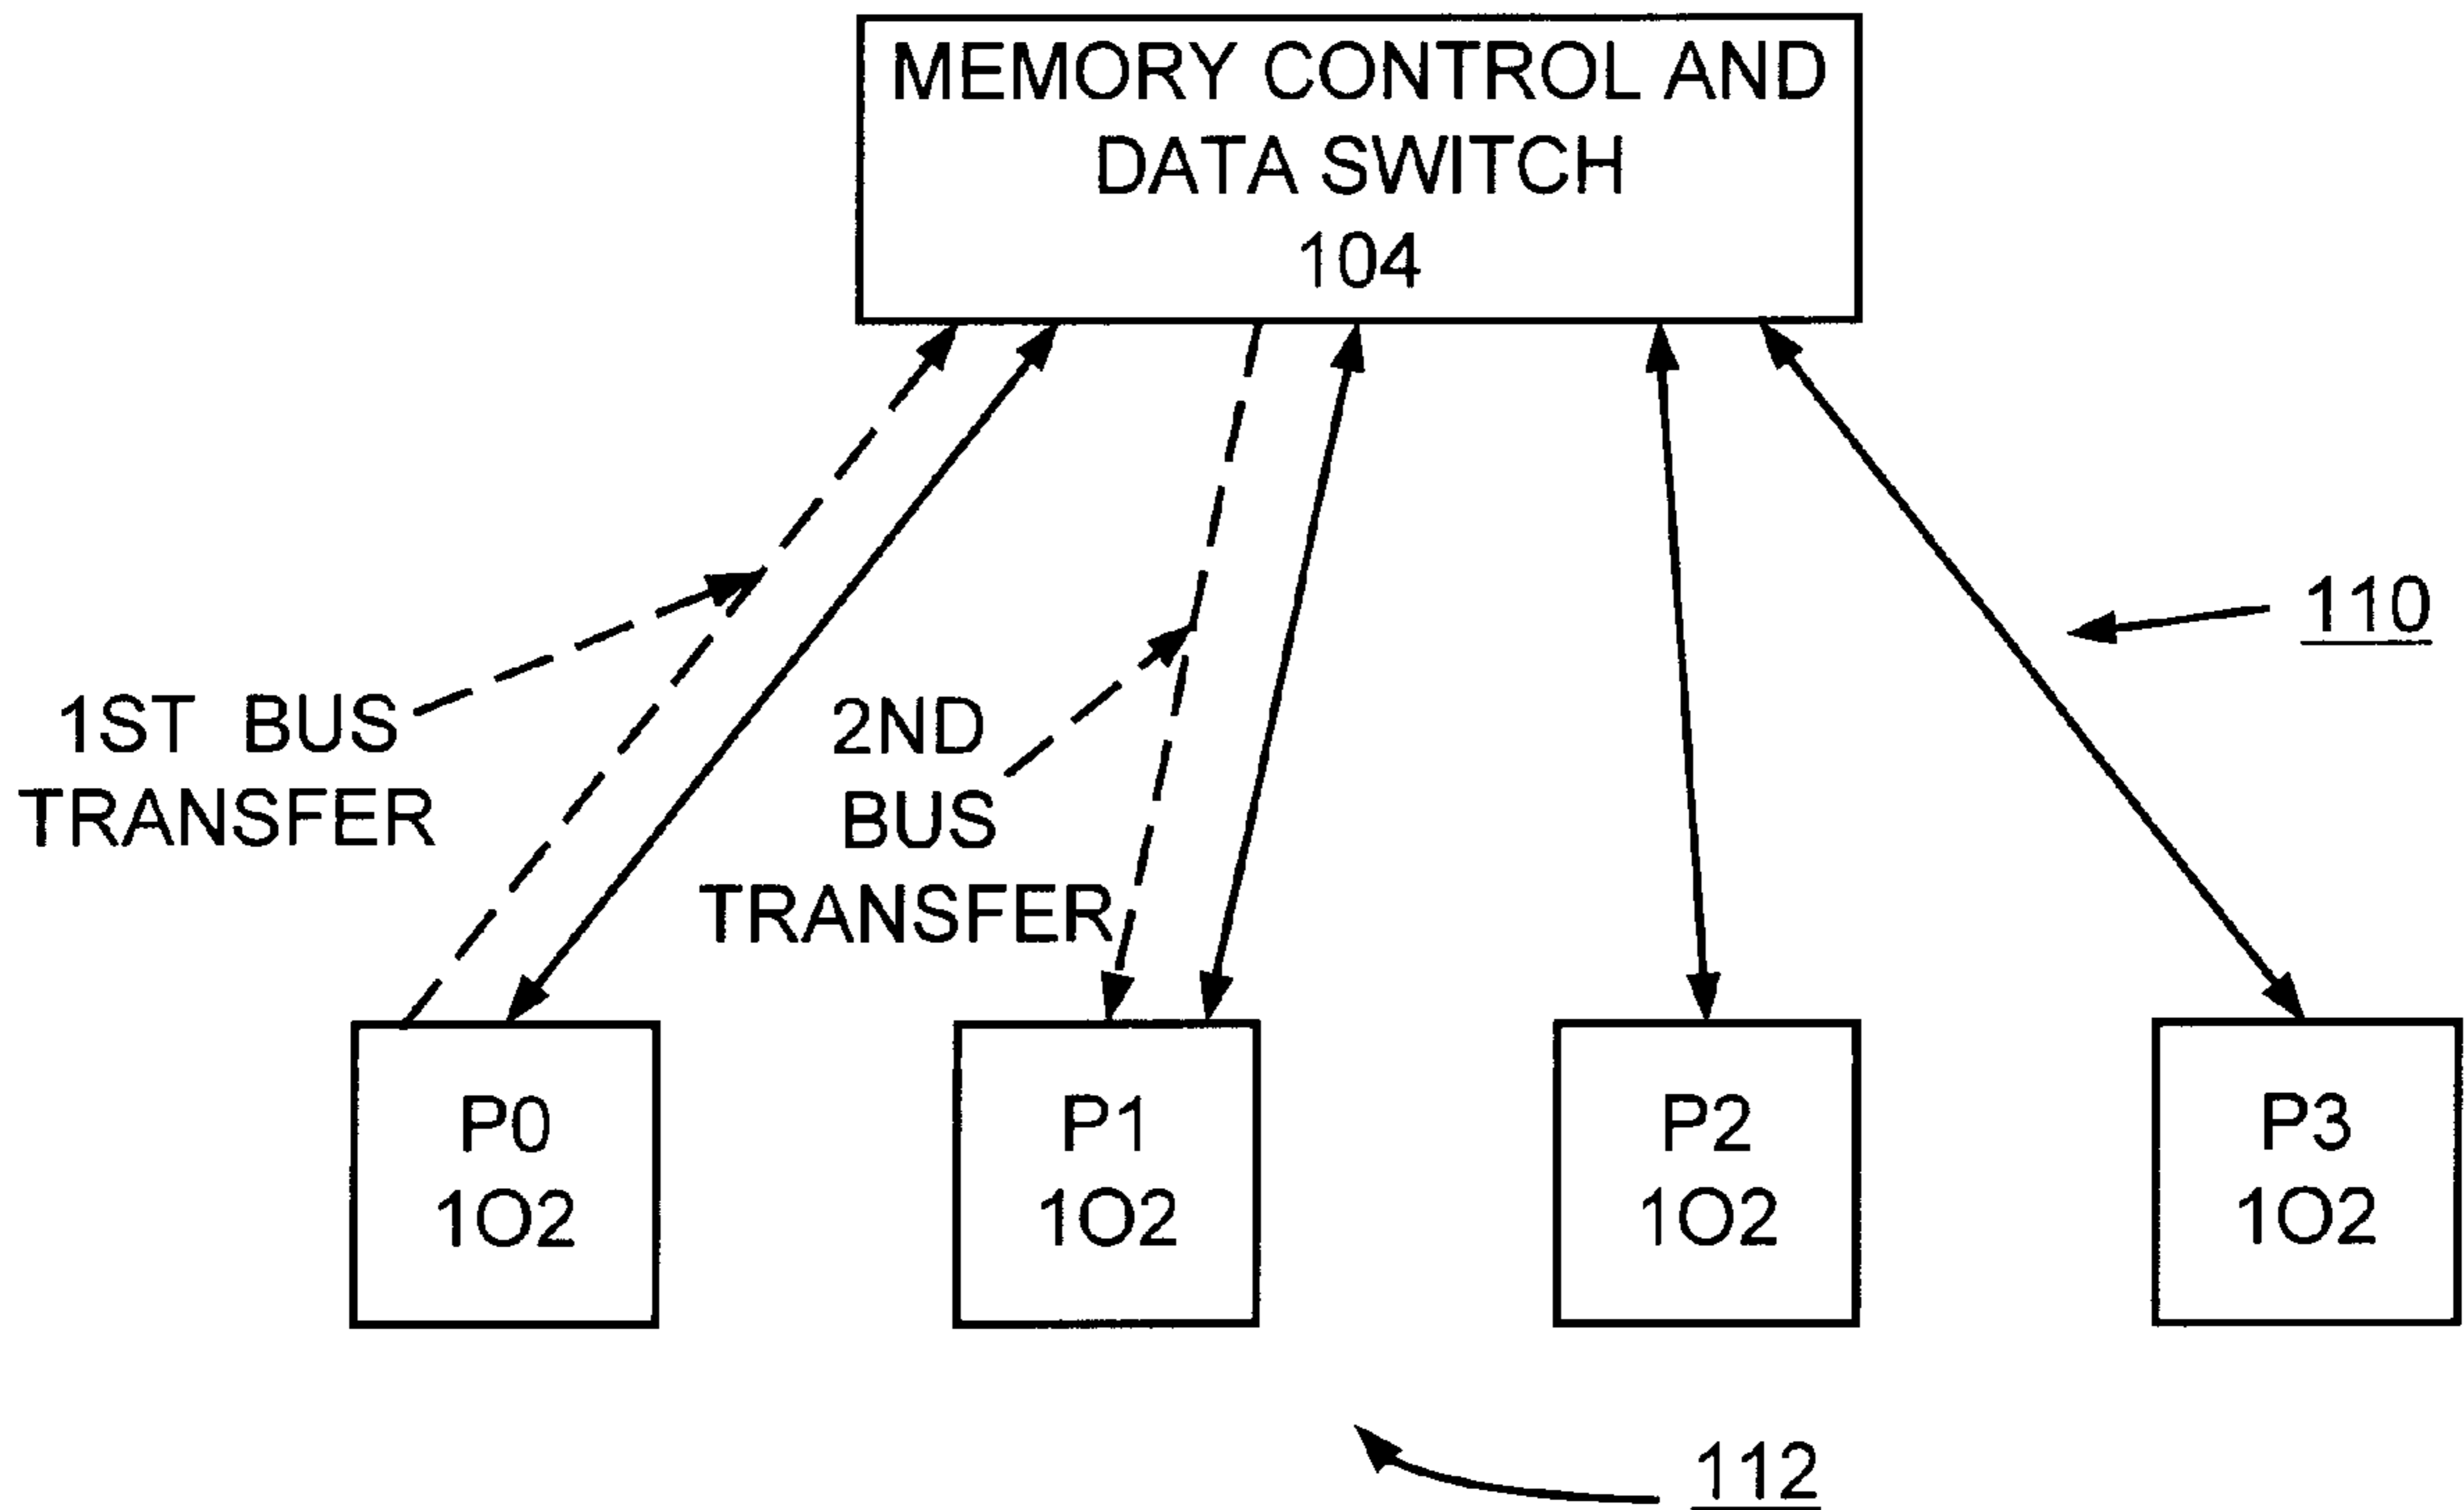 MEMORY CONTROL AND
DATA SWITCH
104
110
1ST BUS
TRANSFER
2ND
BUS
TRANSFER
P0
1O2
P1
1O2
P2
1O2
P3
1O2
112